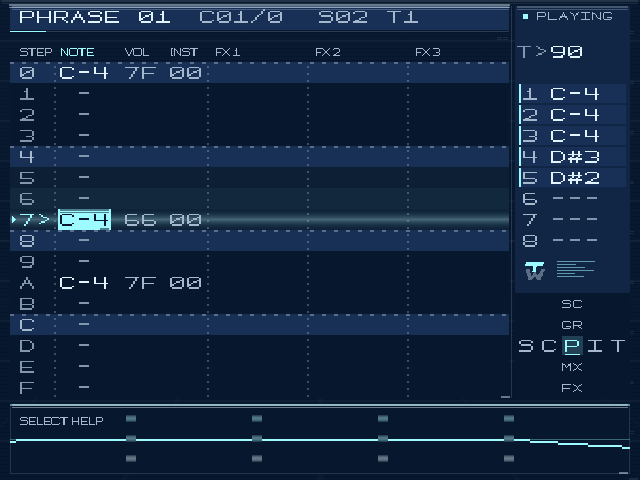 PHRASE 01 C01/0 S02 T1
PLAYING
STEP NOTE VOL INST FX1 FX2 FX3
T>90
0 C-4 7F 00
1 -
2 -
3 -
4 -
5 -
6 -
7> C-4 66 00
8 -
9 -
A C-4 7F 00
B -
C -
D -
E -
F -
1 C-4
2 C-4
3 C-4
4 D#3
5 D#2
6 ---
7 ---
8 ---
TW
SC
GR
SCPIT
MX
FX
SELECT HELP